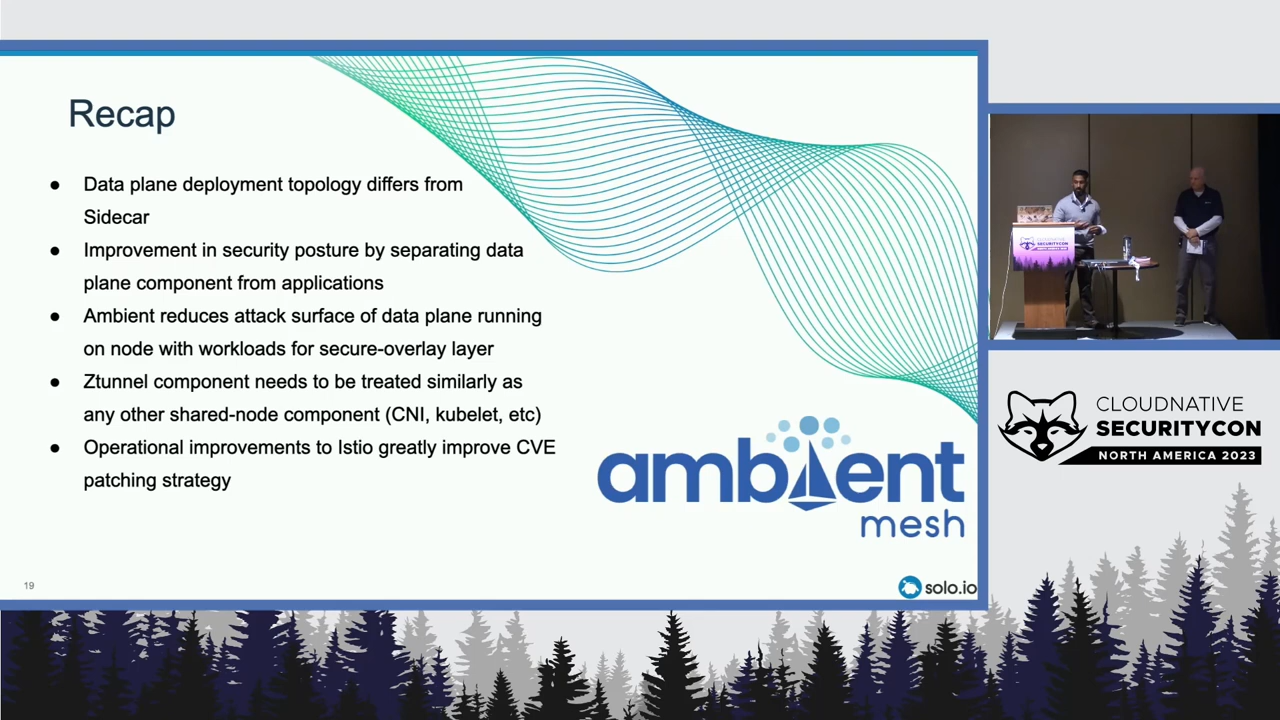 Recap
● Data plane deployment topology differs from
Sidecar
● Improvement in security posture by separating data
plane component from applications
● Ambient reduces attack surface of data plane running
on node with workloads for secure-overlay layer
● Ztunnel component needs to be treated similarly as
any other shared-node component (CNI, kubelet, etc)
● Operational improvements to Istio greatly improve CVE
patching strategy
ambient
mesh
19
solo.io
CLOUDNATIVE
SECURITYCON
CLOUDNATIVE
SECURITYCON
NORTH AMERICA 2023